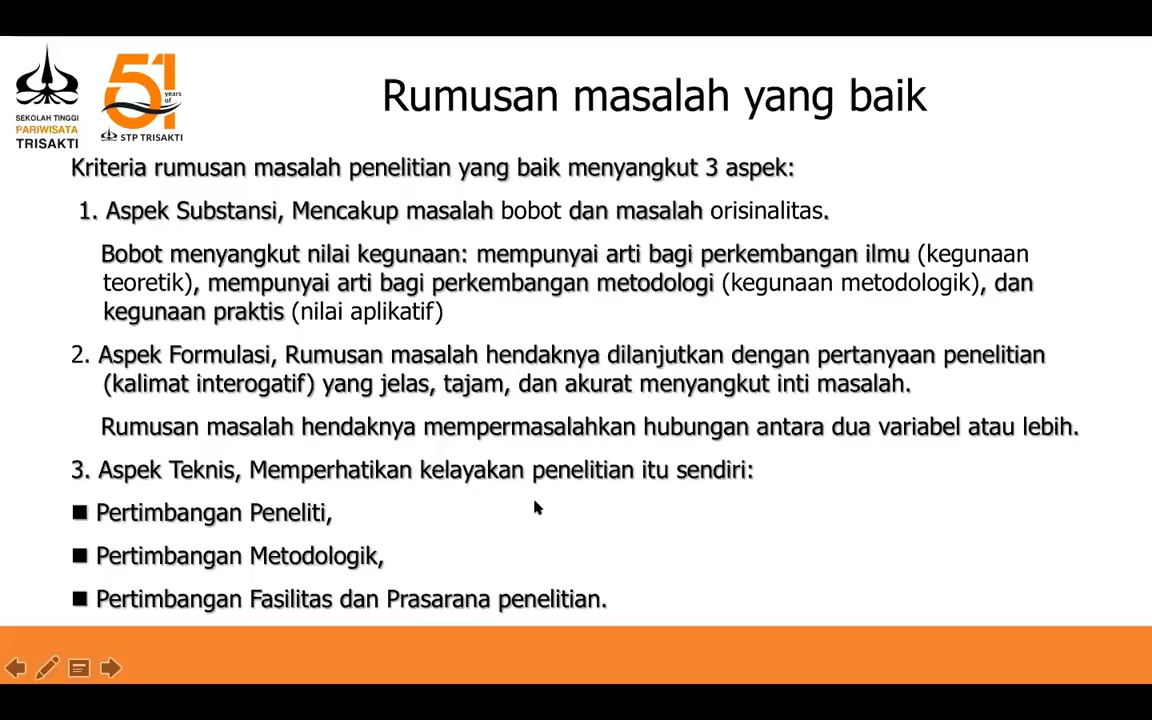 SEKOLAH TINGGI
PARIWISATA
TRISAKTI
51
years
of
STP TRISAKTI
Rumusan masalah yang baik
Kriteria rumusan masalah penelitian yang baik menyangkut 3 aspek:
1. Aspek Substansi, Mencakup masalah bobot dan masalah orisinalitas.
Bobot menyangkut nilai kegunaan: mempunyai arti bagi perkembangan ilmu (kegunaan
teoretik), mempunyai arti bagi perkembangan metodologi (kegunaan metodologik), dan
kegunaan praktis (nilai aplikatif)
2. Aspek Formulasi, Rumusan masalah hendaknya dilanjutkan dengan pertanyaan penelitian
(kalimat interogatif) yang jelas, tajam, dan akurat menyangkut inti masalah.
Rumusan masalah hendaknya mempermasalahkan hubungan antara dua variabel atau lebih.
3. Aspek Teknis, Memperhatikan kelayakan penelitian itu sendiri:
■ Pertimbangan Peneliti,
■ Pertimbangan Metodologik,
■ Pertimbangan Fasilitas dan Prasarana penelitian.